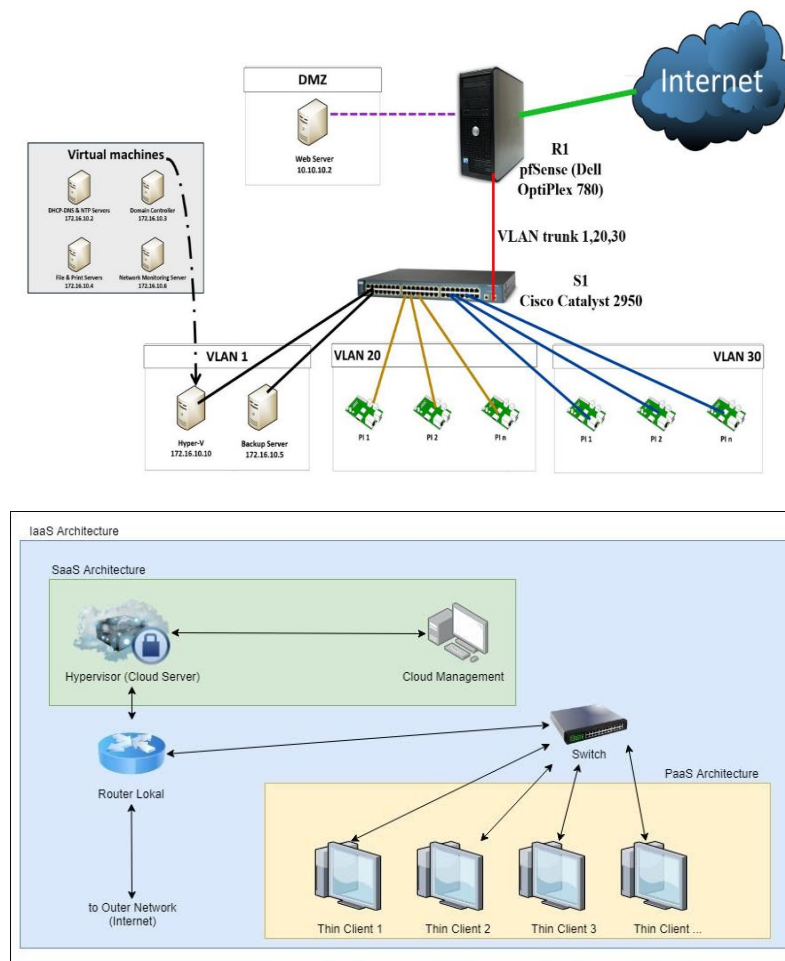 Internet
DMZ
Web Server
10.10.10.2
R1
pfSense (Dell
OptiPlex 780)
Virtual machines
DHCP-DNS & NTP Servers
172.16.10.2
Domain Controller
172.16.10.3
File & Print Servers
172.16.10.4
Network Monitoring Server
172.16.10.6
VLAN trunk 1,20,30
S1
Cisco Catalyst 2950
VLAN 1
Hyper-V
172.16.10.10
Backup Server
172.16.10.5
VLAN 20
PI 1
PI 2
PI n
VLAN 30
PI 1
PI 2
PI n
IaaS Architecture
SaaS Architecture
Hypervisor (Cloud Server)
Cloud Management
Router Lokal
Switch
PaaS Architecture
to Outer Network
(Internet)
Thin Client 1
Thin Client 2
Thin Client 3
Thin Client ...